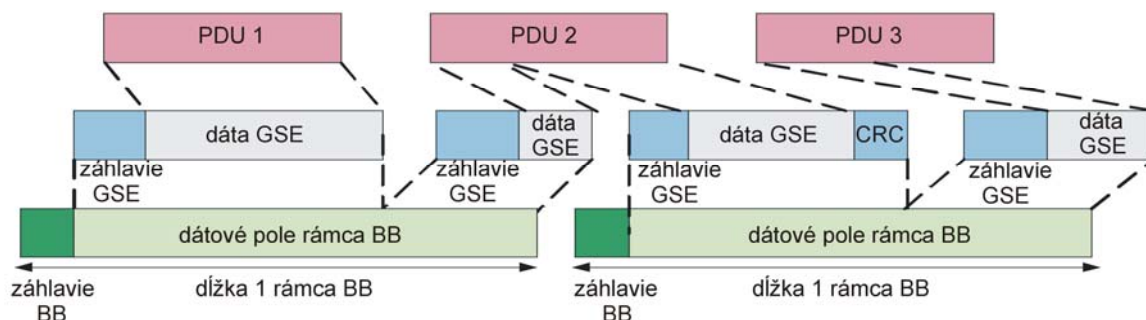 PDU 1
PDU 2
PDU 3
dáta GSE
dáta
GSE
dáta GSE
CRC
dáta
GSE
záhlavie
GSE
záhlavie
GSE
záhlavie
GSE
záhlavie
GSE
dátové pole rámca BB
dátové pole rámca BB
záhlavie
BB
dĺžka 1 rámca BB
záhlavie
BB
dĺžka 1 rámca BB